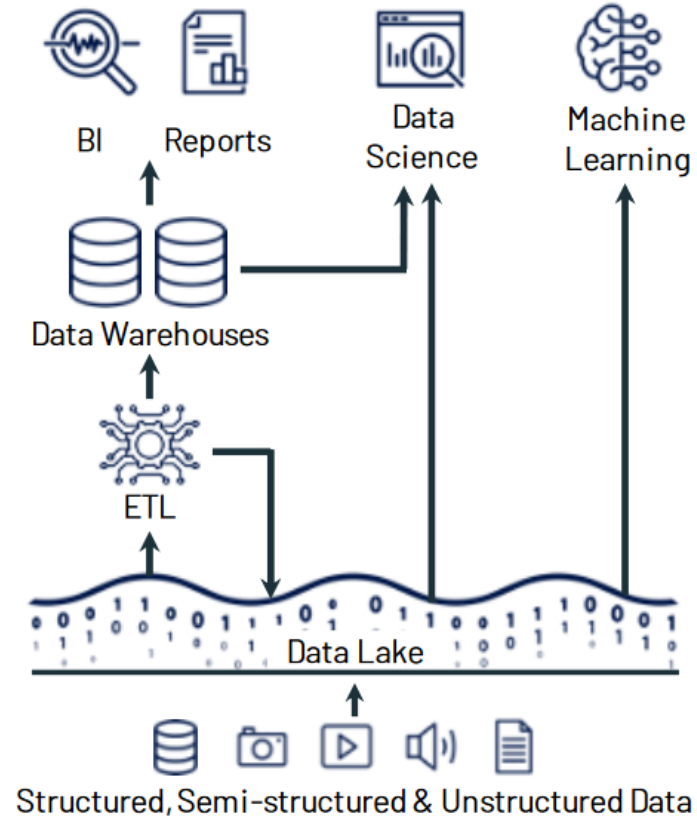 BI
Reports
Data
Science
Machine
Learning
Data Warehouses
ETL
Data Lake
Structured, Semi-structured & Unstructured Data